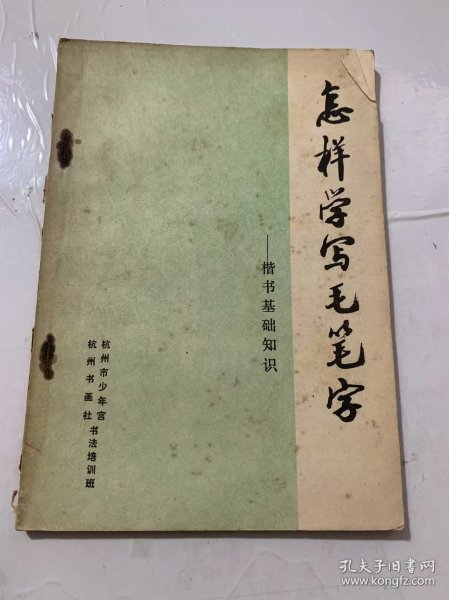 怎样学写毛笔字
——楷书基础知识
杭州市少年宫
杭州书画社书法培训班
孔夫子旧书网
www.kongfz.com